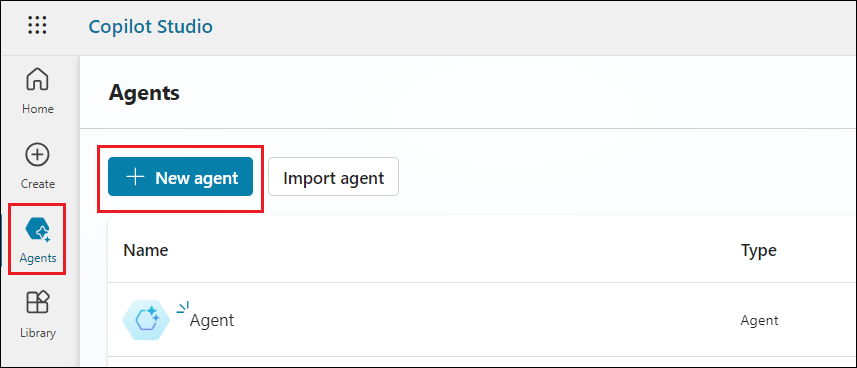 Copilot Studio
Home
Create
Agents
Library
Agents
New agent
Import agent
Name Type
Agent Agent